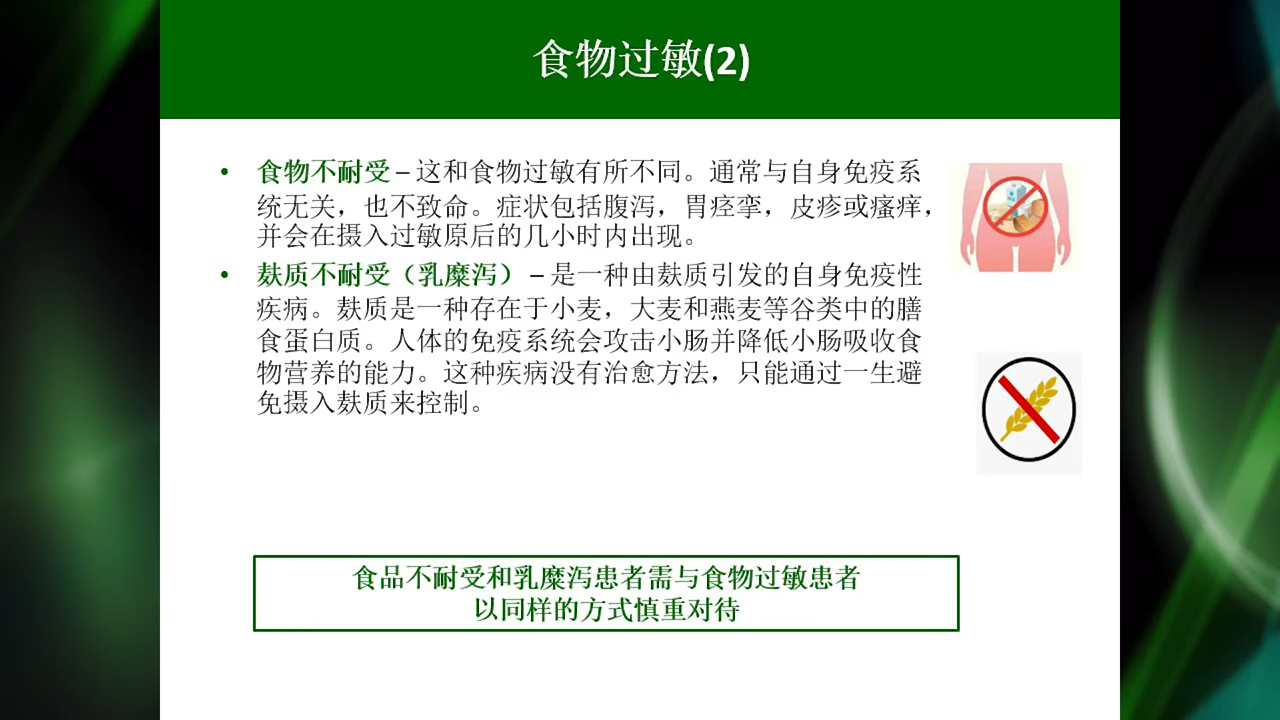 食物过敏(2)
• 食物不耐受 – 这和食物过敏有所不同。通常与自身免疫系
统无关，也不致命。症状包括腹泻，胃痉挛，皮疹或瘙痒，
并会在摄入过敏原后的几小时内出现。
• 麸质不耐受（乳糜泻） – 是一种由麸质引发的自身免疫性
疾病。麸质是一种存在于小麦，大麦和燕麦等谷类中的膳
食蛋白质。人体的免疫系统会攻击小肠并降低小肠吸收食
物营养的能力。这种疾病没有治愈方法，只能通过一生避
免摄入麸质来控制。
食品不耐受和乳糜泻患者需与食物过敏患者
以同样的方式慎重对待